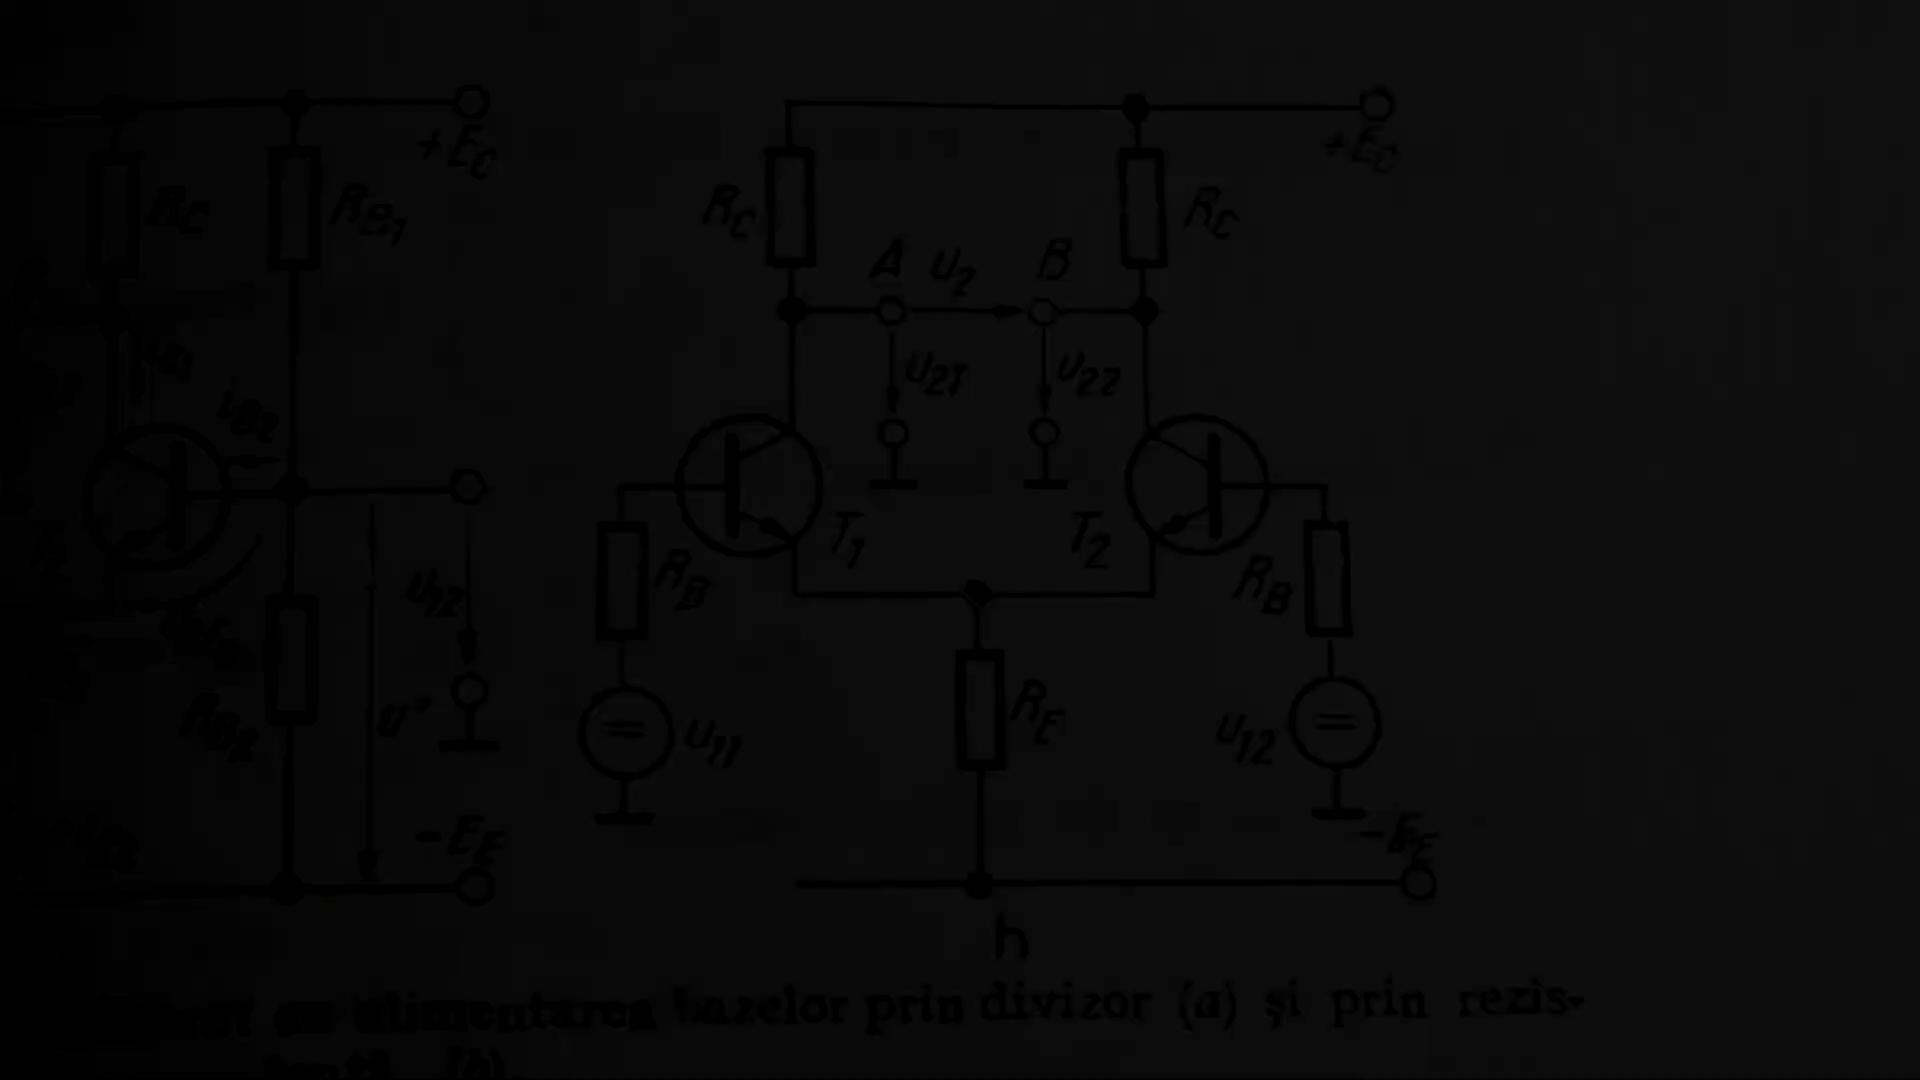 +E_C
+E_C
R_C
R_B1
R_C
R_C
A u_2 B
u_21
u_22
i_B2
T_1
T_2
R_B
R_B
u_12
R_E
R_B2
u"
u_11
u_12
-E_E
-E_E
h
alimentarea bazelor prin divizor (a) și prin rezis-
(b).